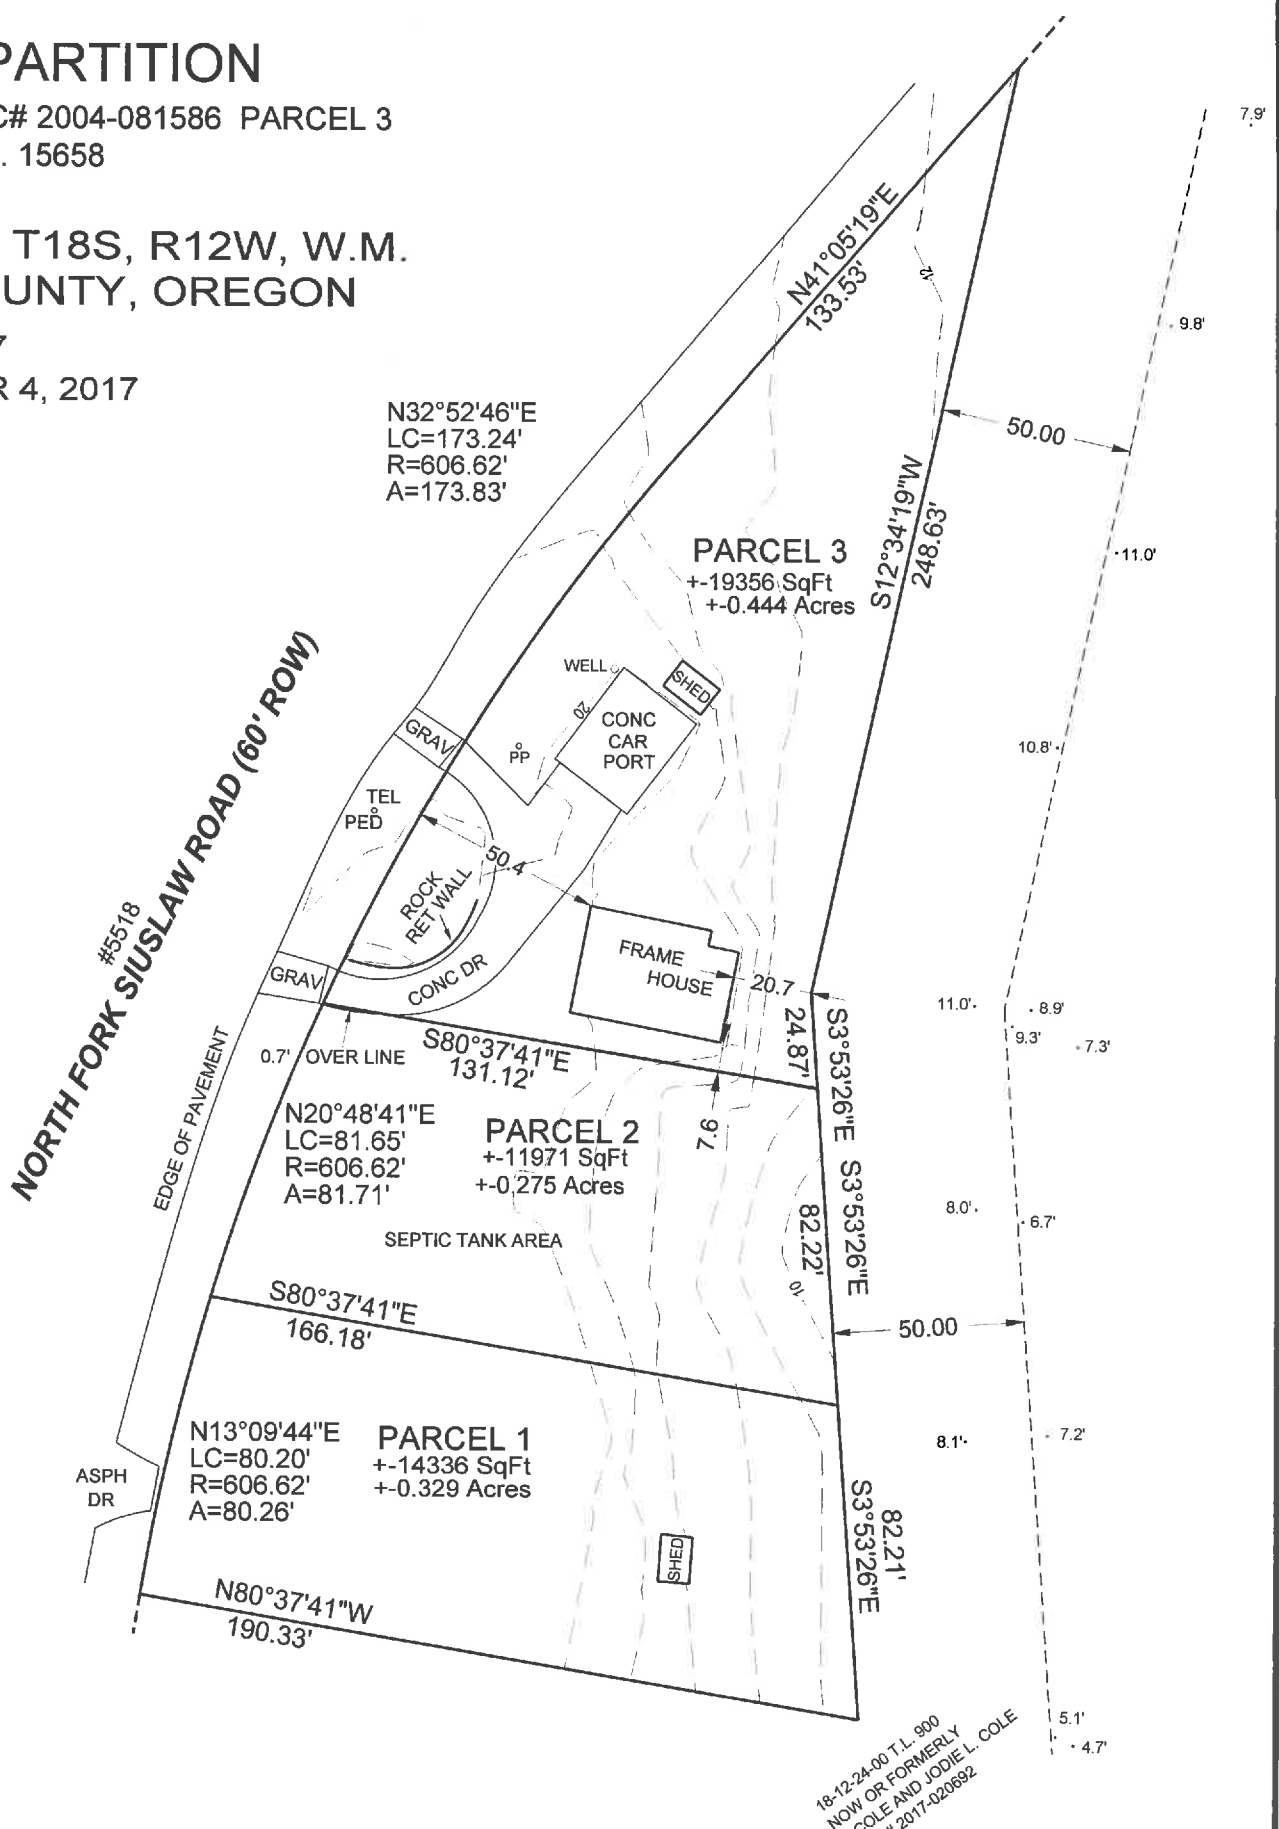 PARTITION
C# 2004-081586 PARCEL 3
. 15658
T18S, R12W, W.M.
UNTY, OREGON
7
R 4, 2017
N32°52'46"E
LC=173.24'
R=606.62'
A=173.83'
N41°05'19"E
133.53'
12
7.9'
9.8'
50.00
S12°34'19"W
248.63'
PARCEL 3
+-19356 SqFt
+-0.444 Acres
11.0'
10.8'
WELL
SHED
20
CONC
CAR
PORT
PP
GRAV
TEL
PED
50.4
ROCK
RET WALL
#5518
NORTH FORK SIUSLAW ROAD (60' ROW)
FRAME
HOUSE
20.7
GRAV
CONC DR
11.0'
8.9'
9.3'
7.3'
0.7' OVER LINE
S80°37'41"E
131.12'
24.87'
S3°53'26"E
EDGE OF PAVEMENT
N20°48'41"E
LC=81.65'
R=606.62'
A=81.71'
PARCEL 2
+-11971 SqFt
+-0.275 Acres
7.6
SEPTIC TANK AREA
82.22'
S3°53'26"E
10
8.0'
6.7'
S80°37'41"E
166.18'
50.00
N13°09'44"E
LC=80.20'
R=606.62'
A=80.26'
PARCEL 1
+-14336 SqFt
+-0.329 Acres
8.1'
7.2'
ASPH
DR
SHED
82.21'
S3°53'26"E
N80°37'41"W
190.33'
5.1'
4.7'
18-12-24-00 T.L. 900
NOW OR FORMERLY
COLE AND JODIE L. COLE
2017-020692